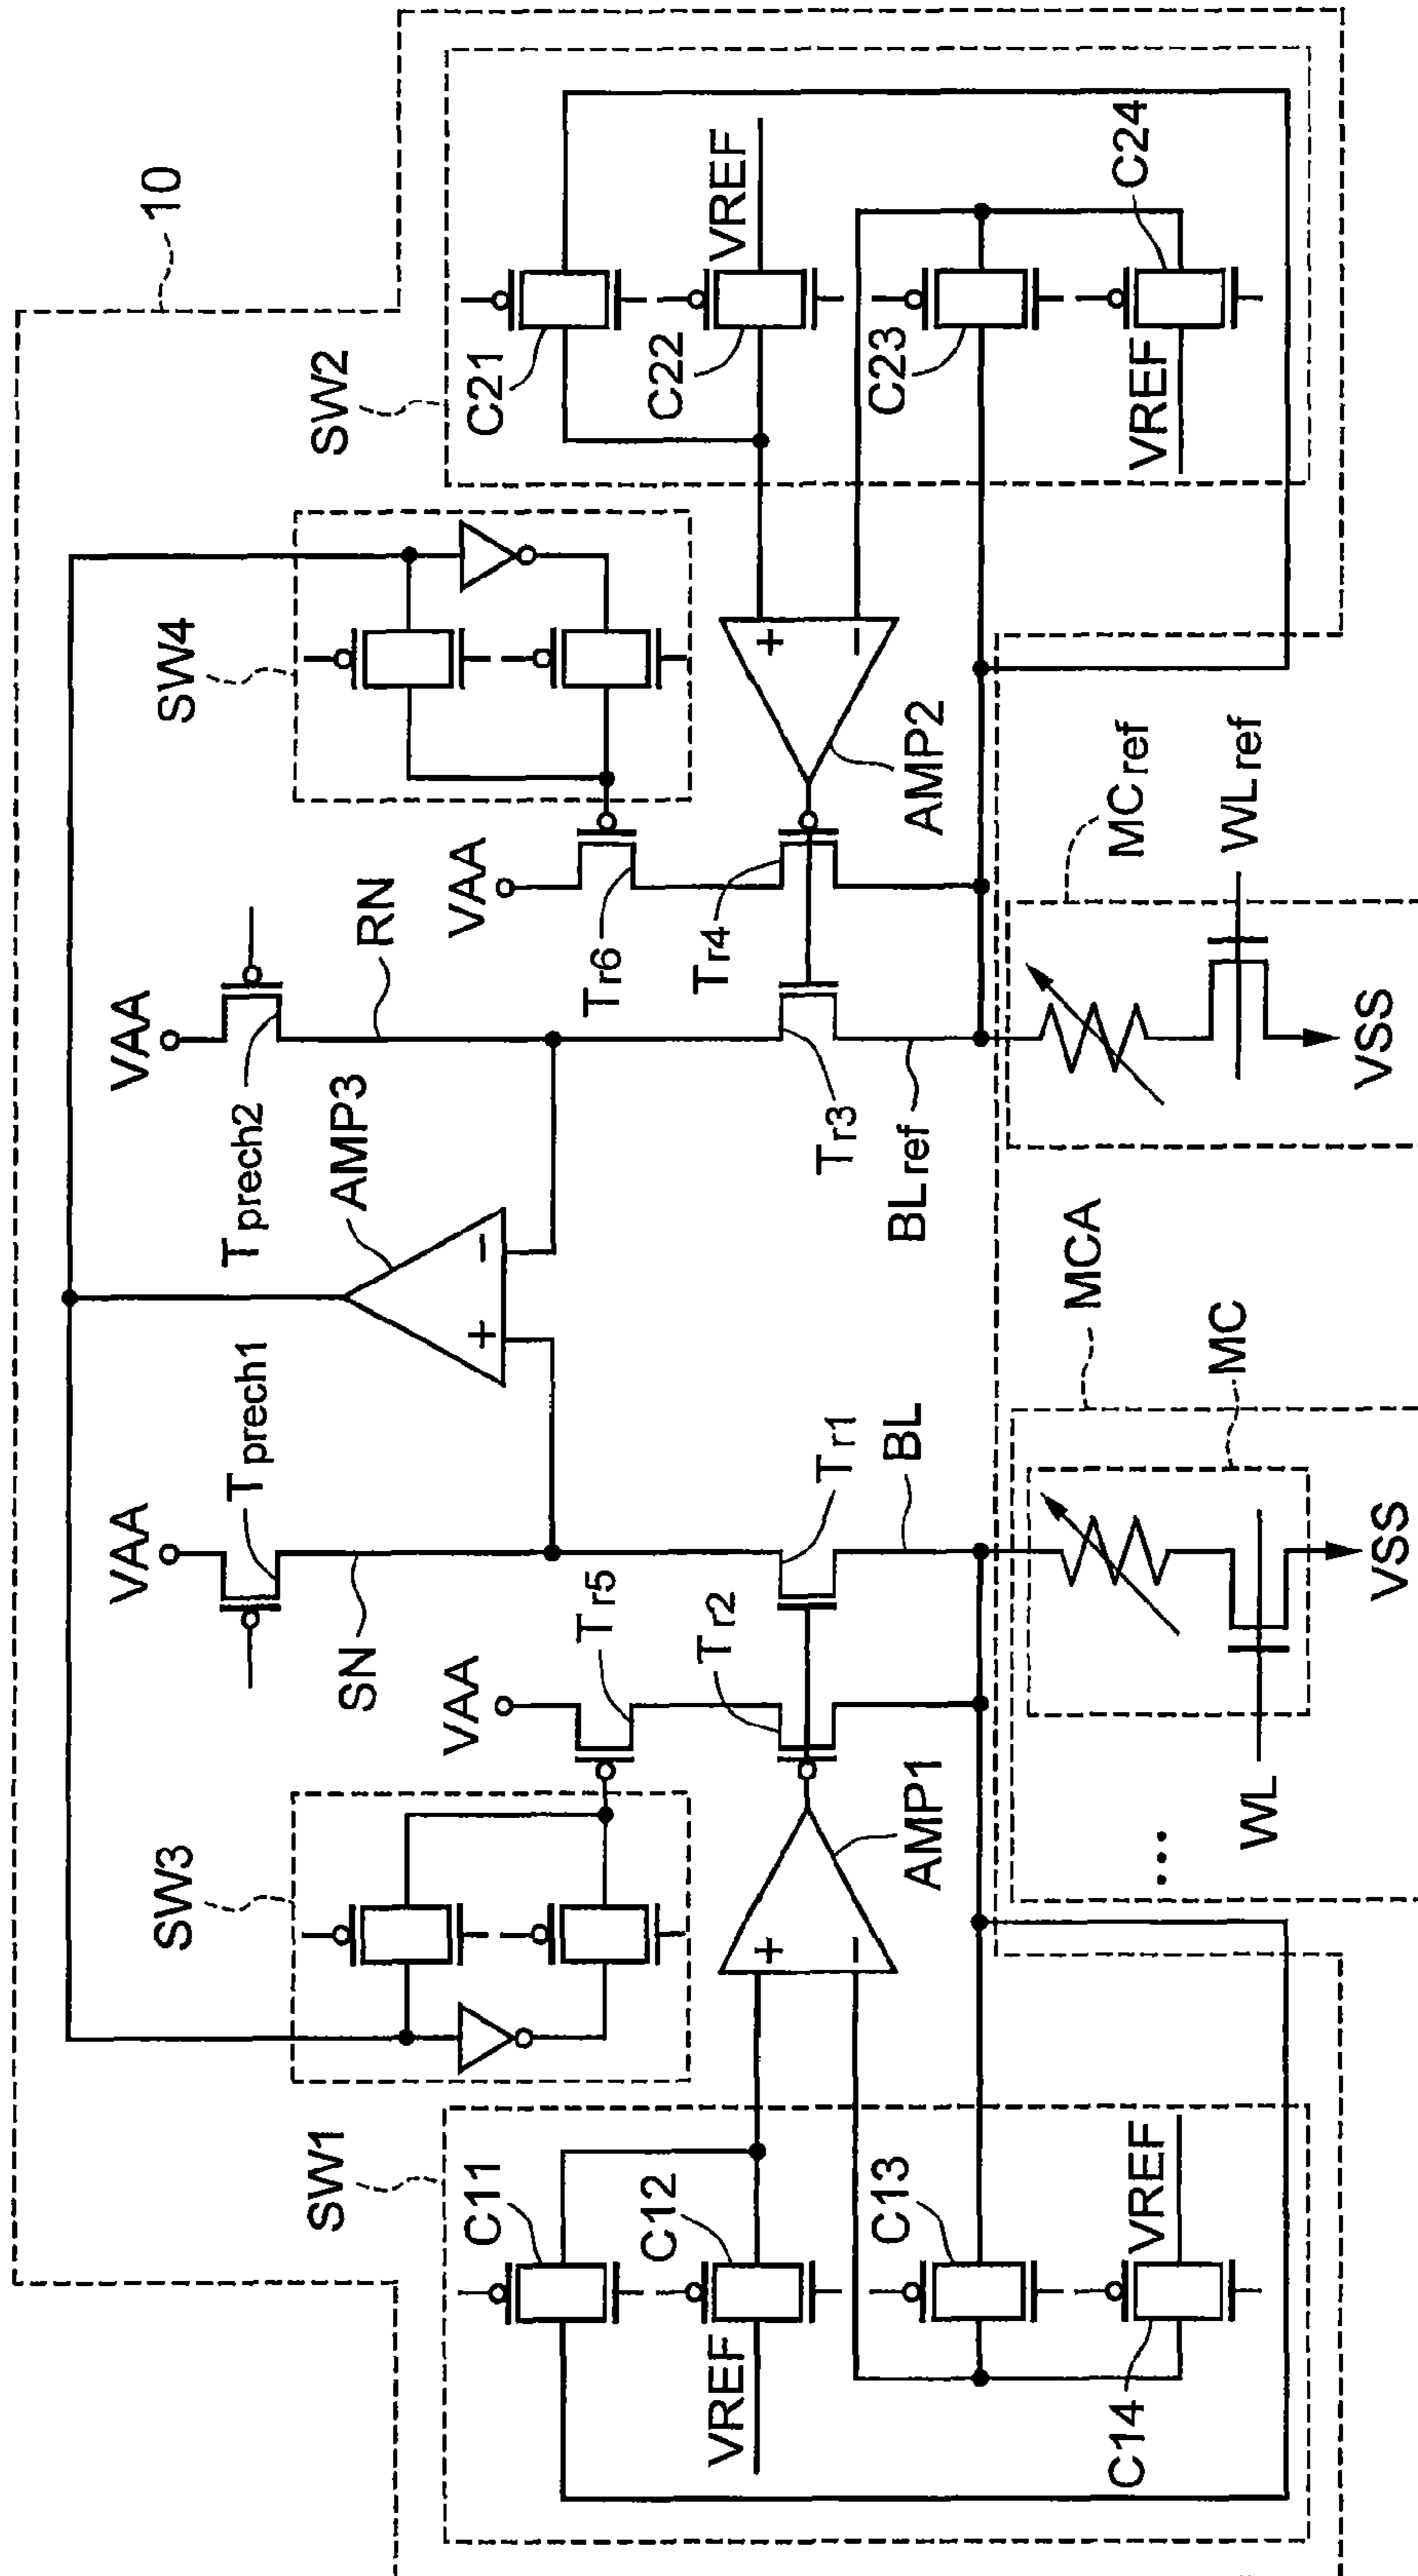 10
SW1
C11
VREF
C12
C13
C14
VREF
SW3
VAA
Tr5
Tr2
AMP1
VAA
Tprech1
SN
Tr1
BL
AMP3
VAA
Tprech2
RN
Tr3
BLref
SW4
VAA
Tr6
Tr4
AMP2
SW2
C21
C22
VREF
C23
C24
VREF
MCA
MC
WL
VSS
...
MCref
WLref
VSS
+
−
+
−
+
−